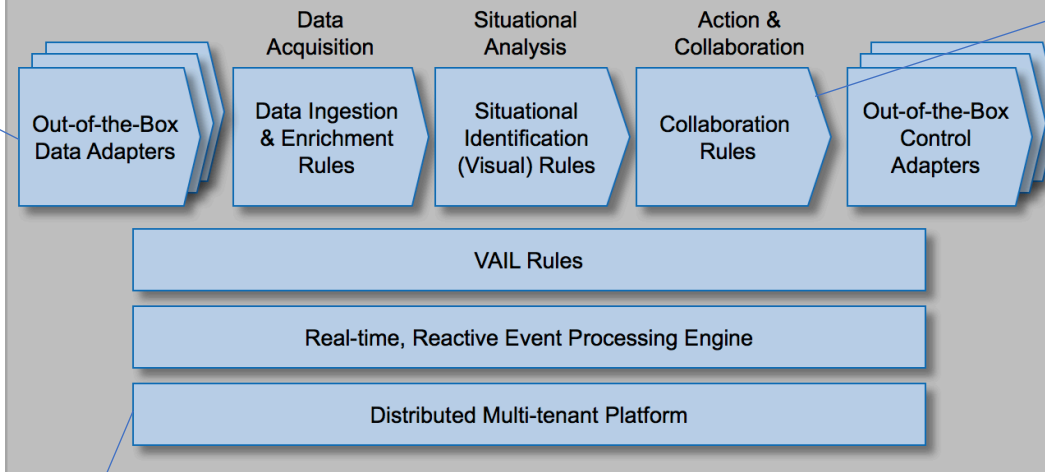 Data
Acquisition
Situational
Analysis
Action &
Collaboration
Out-of-the-Box
Data Adapters
Data Ingestion
& Enrichment
Rules
Situational
Identification
(Visual) Rules
Collaboration
Rules
Out-of-the-Box
Control
Adapters
VAIL Rules
Real-time, Reactive Event Processing Engine
Distributed Multi-tenant Platform